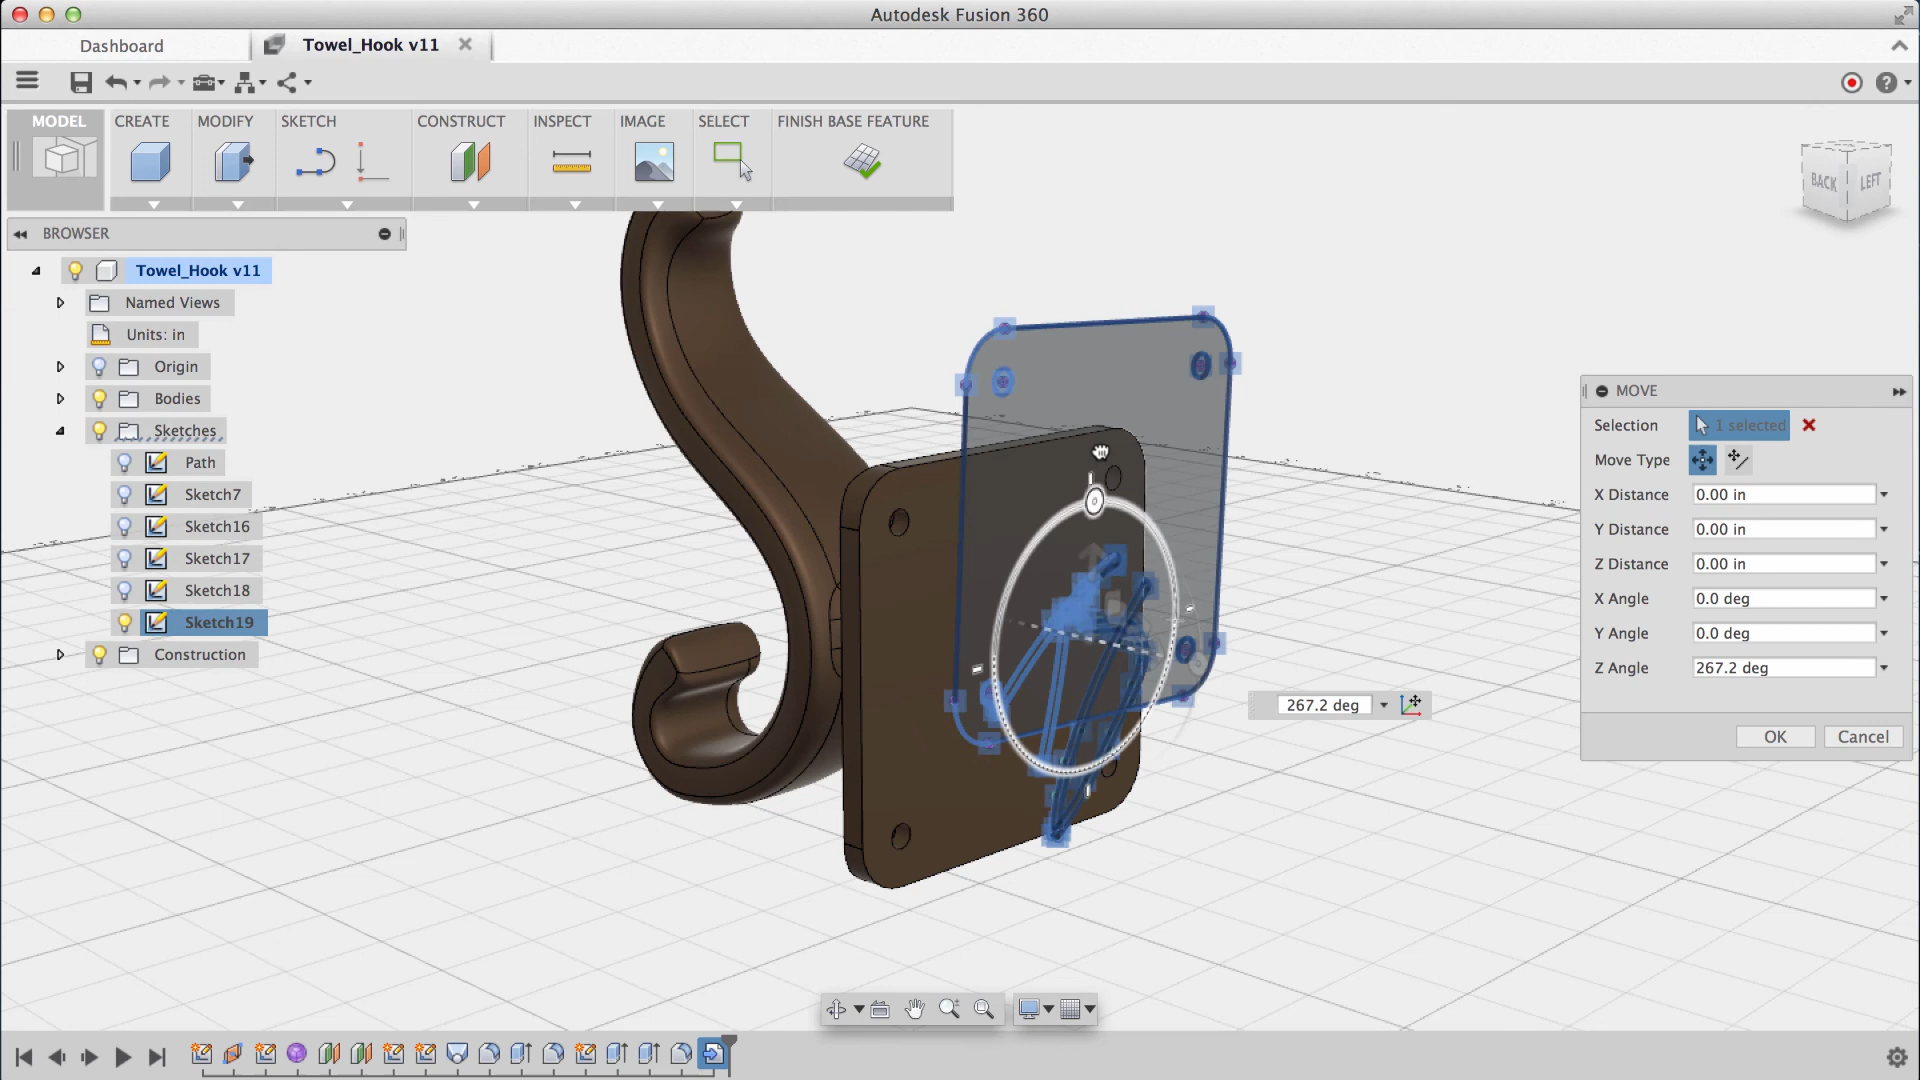 Autodesk Fusion 360
Dashboard
Towel_Hook v11
MODEL
CREATE
MODIFY
SKETCH
CONSTRUCT
INSPECT
IMAGE
SELECT
FINISH BASE FEATURE
BACK
LEFT
BROWSER
Towel_Hook v11
Named Views
Units: in
Origin
Bodies
Sketches
Path
Sketch7
Sketch16
Sketch17
Sketch18
Sketch19
Construction
267.2 deg
MOVE
Selection 1 selected
Move Type
X Distance 0.00 in
Y Distance 0.00 in
Z Distance 0.00 in
X Angle 0.0 deg
Y Angle 0.0 deg
Z Angle 267.2 deg
OK Cancel